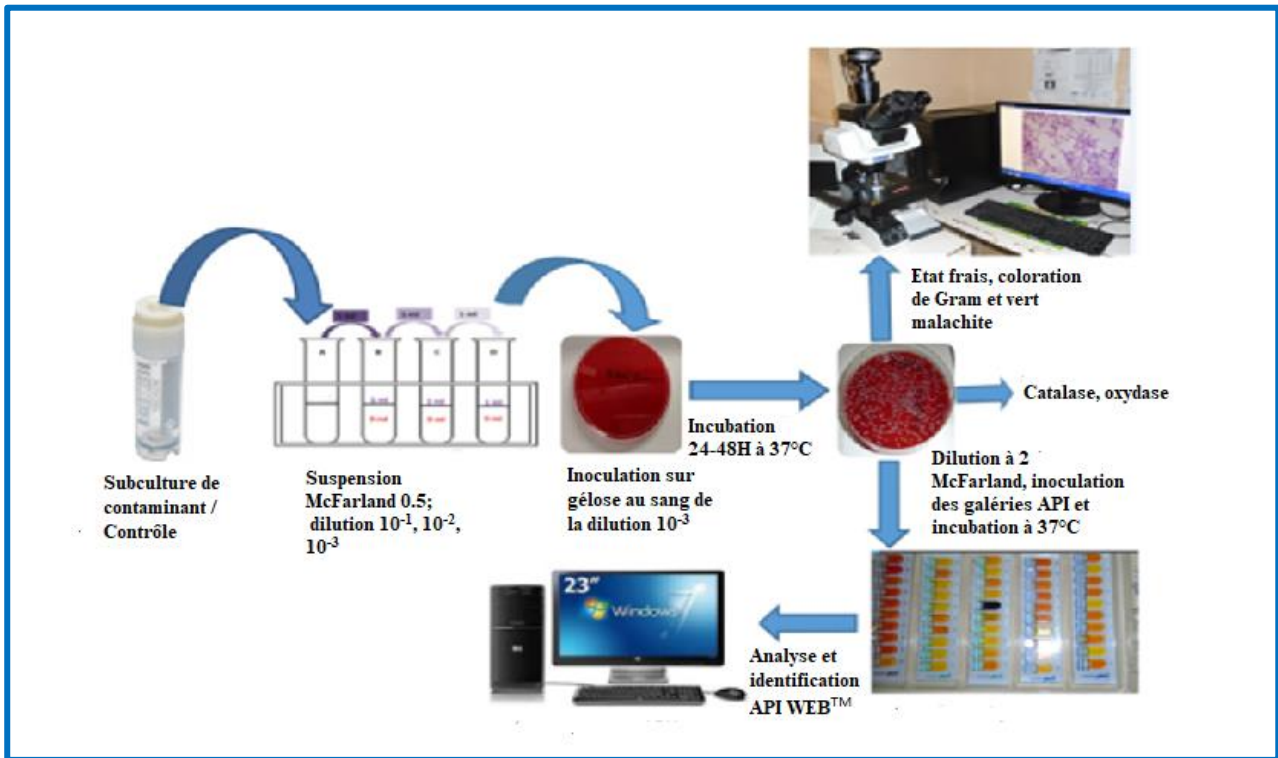 Subculture de
contaminant /
Contrôle
Suspension
McFarland 0.5;
dilution 10⁻¹, 10⁻²,
10⁻³
Inoculation sur
gélose au sang de
la dilution 10⁻³
Incubation
24-48H à 37°C
Etat frais, coloration
de Gram et vert
malachite
Catalase, oxydase
Dilution à 2
McFarland, inoculation
des galéries API et
incubation à 37°C
23"
Windows 7
Analyse et
identification
API WEB™